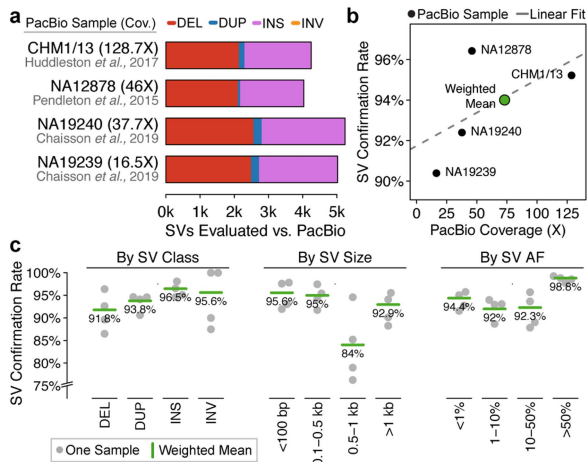 a
PacBio Sample (Cov.)
DEL DUP INS INV
CHM1/13 (128.7X)
Huddleston et al., 2017
NA12878 (46X)
Pendleton et al., 2015
NA19240 (37.7X)
Chaisson et al., 2019
NA19239 (16.5X)
Chaisson et al., 2019
0k 1k 2k 3k 4k 5k
SVs Evaluated vs. PacBio
b
PacBio Sample Linear Fit
SV Confirmation Rate
96%
94%
92%
90%
NA12878
CHM1/13
Weighted
Mean
NA19240
NA19239
0 25 50 75 100 125
PacBio Coverage (X)
c
By SV Class By SV Size By SV AF
SV Confirmation Rate
100%
95%
90%
85%
80%
75%
91.8% 93.8% 96.5% 95.6%
95.6% 95% 84% 92.9%
94.4% 92% 92.3% 98.8%
DEL DUP INS INV
<100 bp 0.1-0.5 kb 0.5-1 kb >1 kb
<1% 1-10% 10-50% >50%
One Sample Weighted Mean